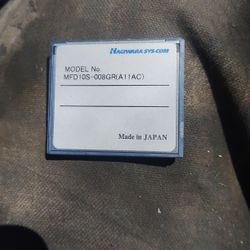 HAGIWARA SYS-COM
MODEL No.
MFD10S-008GR(A11AC)
Made in JAPAN